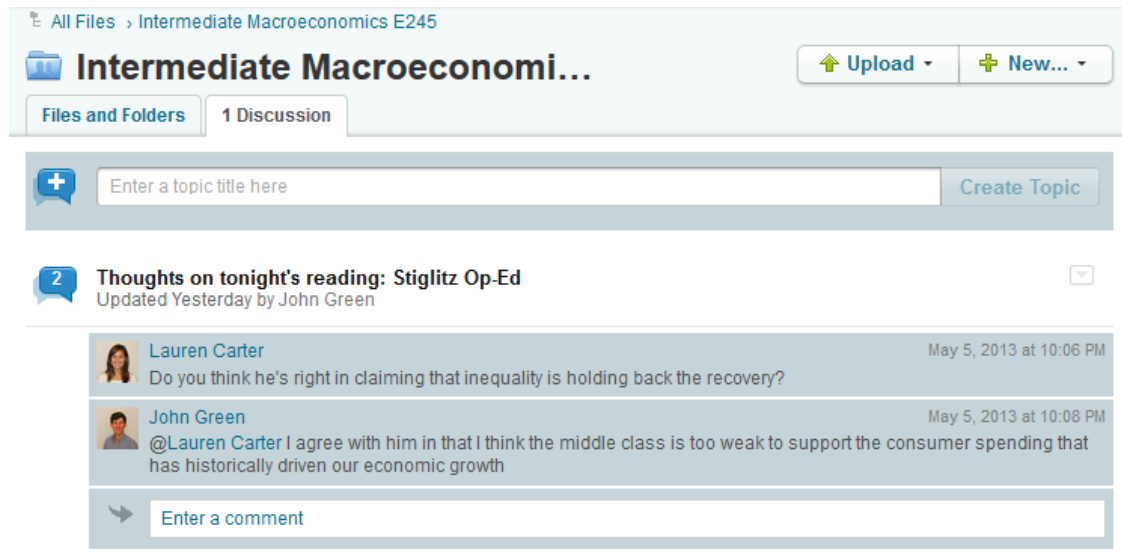 All Files › Intermediate Macroeconomics E245
Intermediate Macroeconomi...
Upload
New...
Files and Folders
1 Discussion
Enter a topic title here
Create Topic
2
Thoughts on tonight's reading: Stiglitz Op-Ed
Updated Yesterday by John Green
Lauren Carter
May 5, 2013 at 10:06 PM
Do you think he's right in claiming that inequality is holding back the recovery?
John Green
May 5, 2013 at 10:08 PM
@Lauren Carter I agree with him in that I think the middle class is too weak to support the consumer spending that
has historically driven our economic growth
Enter a comment